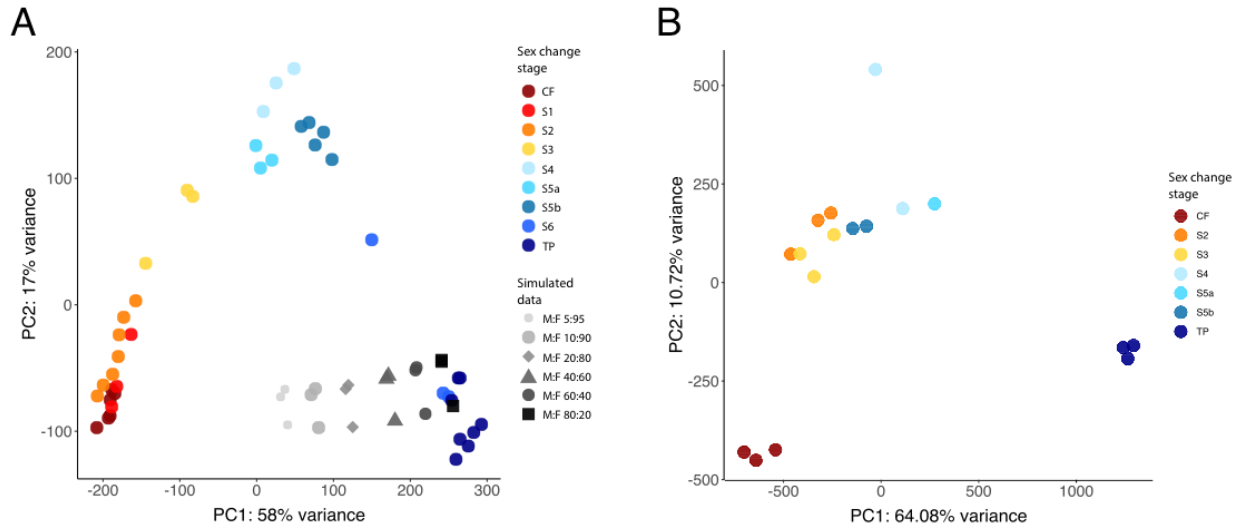 A
200
100
0
-100
PC2: 17% variance
-200
-100
0
100
200
300
PC1: 58% variance
Sex change
stage
CF
S1
S2
S3
S4
S5a
S5b
S6
TP
Simulated
data
M:F 5:95
M:F 10:90
M:F 20:80
M:F 40:60
M:F 60:40
M:F 80:20
B
500
250
0
-250
-500
PC2: 10.72% variance
-500
0
500
1000
PC1: 64.08% variance
Sex change
stage
CF
S2
S3
S4
S5a
S5b
TP